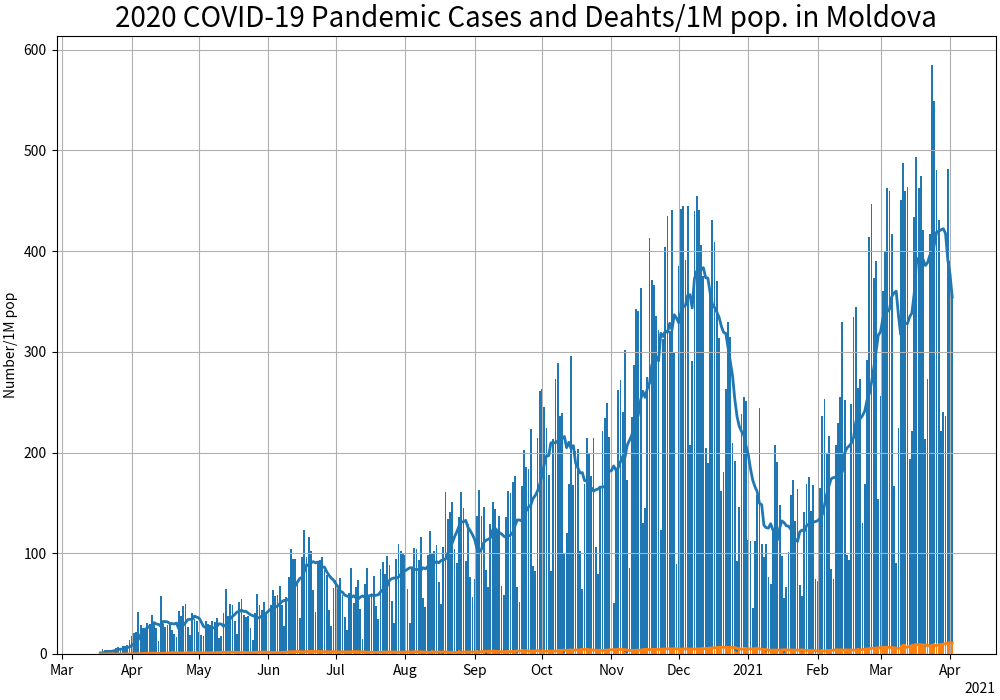 2020 COVID-19 Pandemic Cases and Deahts/1M pop. in Moldova
Number/1M pop
600
500
400
300
200
100
0
Mar Apr May Jun Jul Aug Sep Oct Nov Dec 2021 Feb Mar Apr
2021